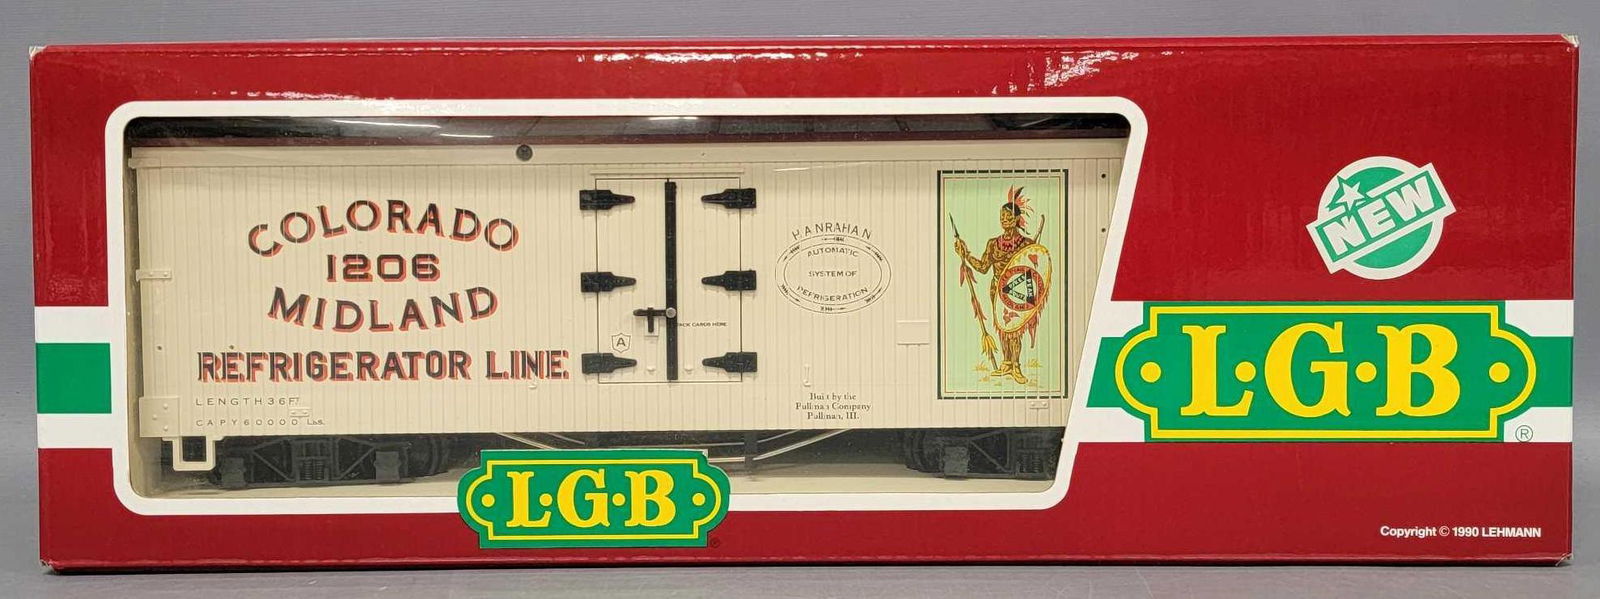 COLORADO
1206
MIDLAND
REFRIGERATOR LINE
LENGTH 36 FT
CAPY 60000 Lbs.
A
HANRAHAN
AUTOMATIC
SYSTEM OF
REFRIGERATION
Built by the
Pullman Company
Pullman, Ill.
NEW
L·G·B
®
L·G·B
Copyright © 1990 LEHMANN